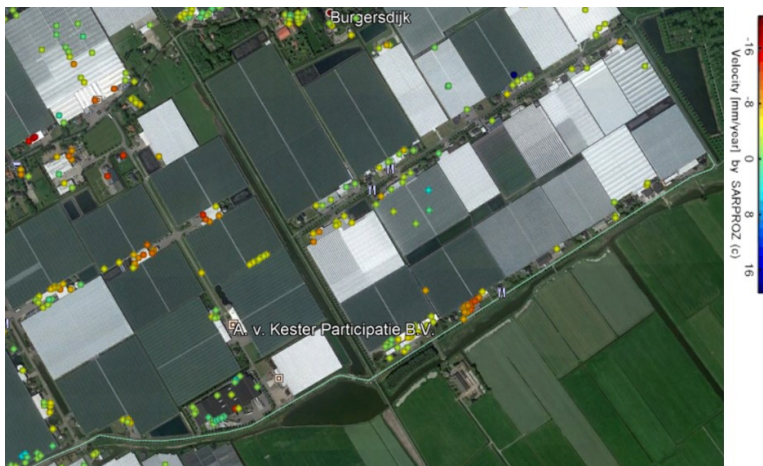 Burgersdijk
A. v. Kester Participatie B.V.
-16
-8
0
8
16
Velocity [mm/year] by SARPROZ (c)